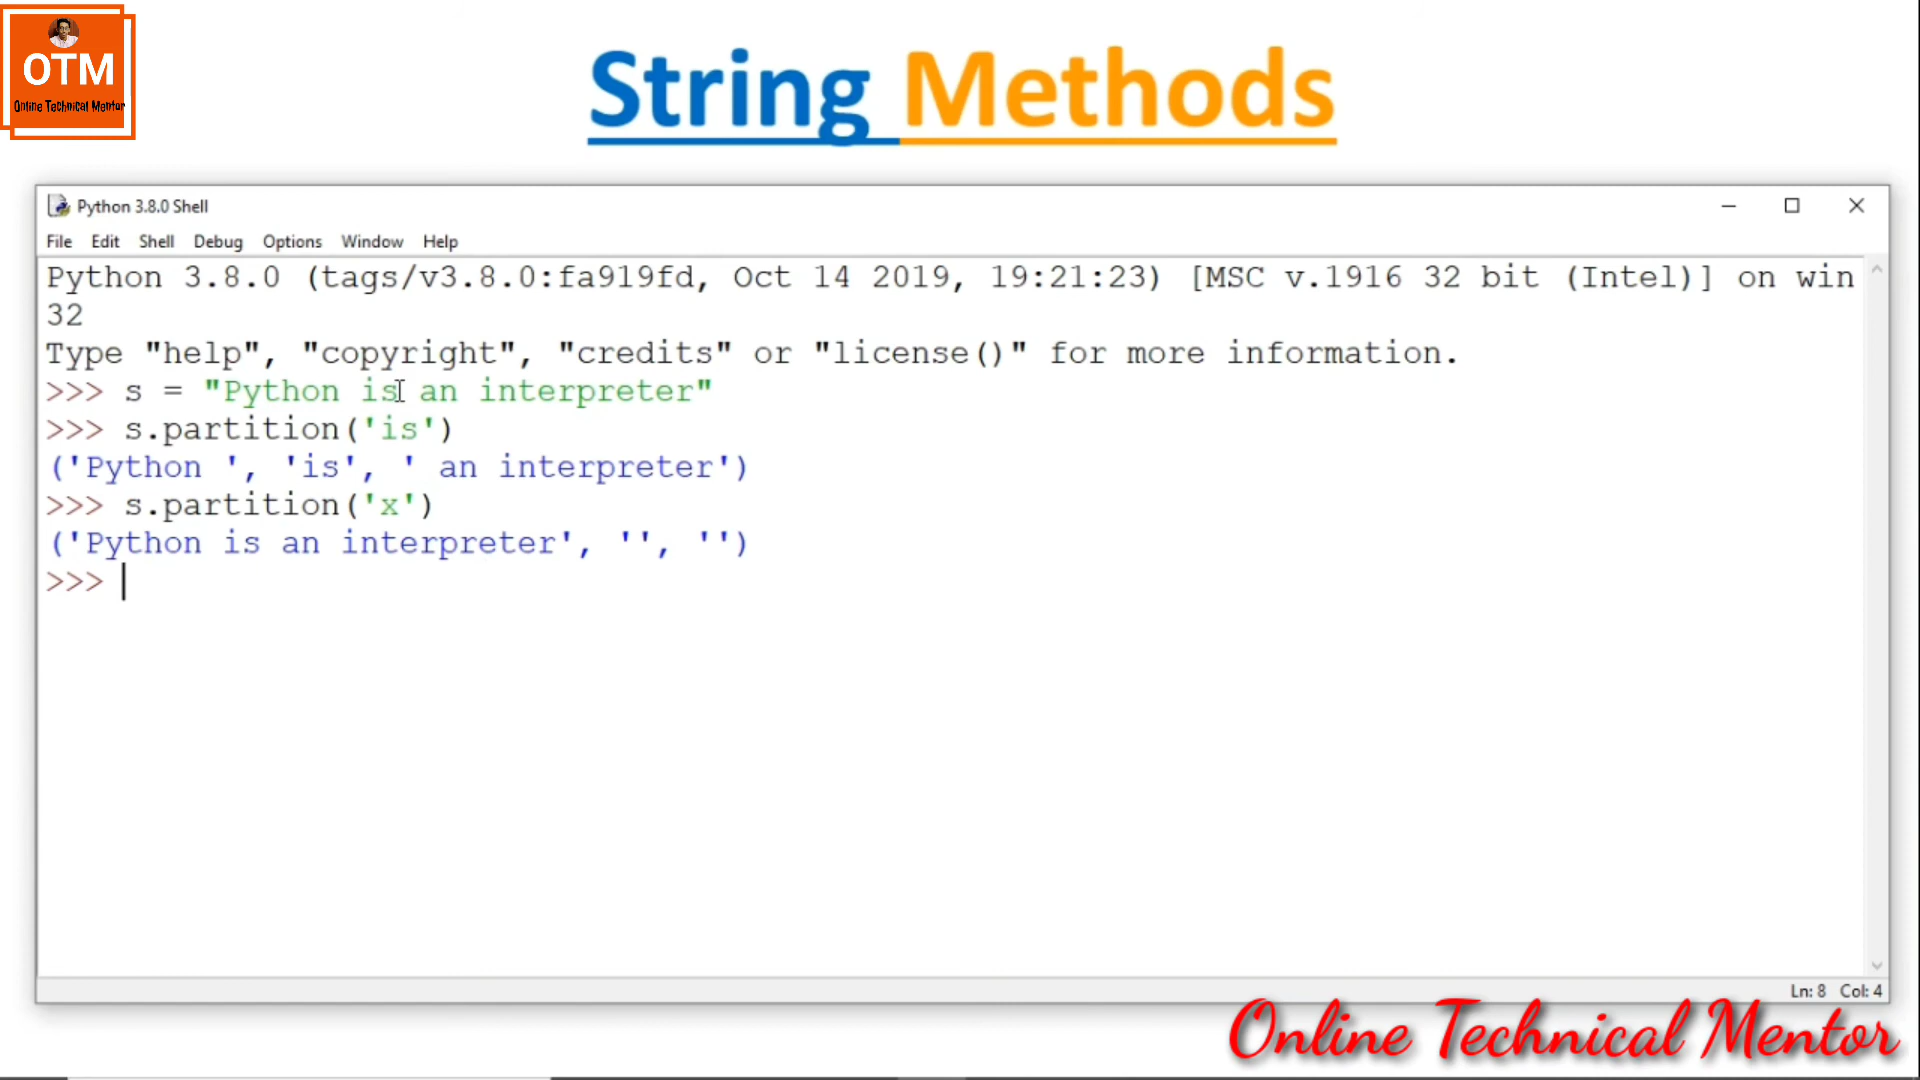 OTM
Online Technical Mentor
String Methods
Python 3.8.0 Shell
File Edit Shell Debug Options Window Help
Python 3.8.0 (tags/v3.8.0:fa919fd, Oct 14 2019, 19:21:23) [MSC v.1916 32 bit (Intel)] on win
32
Type "help", "copyright", "credits" or "license()" for more information.
>>> s = "Python is an interpreter"
>>> s.partition('is')
('Python ', 'is', ' an interpreter')
>>> s.partition('x')
('Python is an interpreter', '', '')
>>>
Ln: 8 Col: 4
Online Technical Mentor